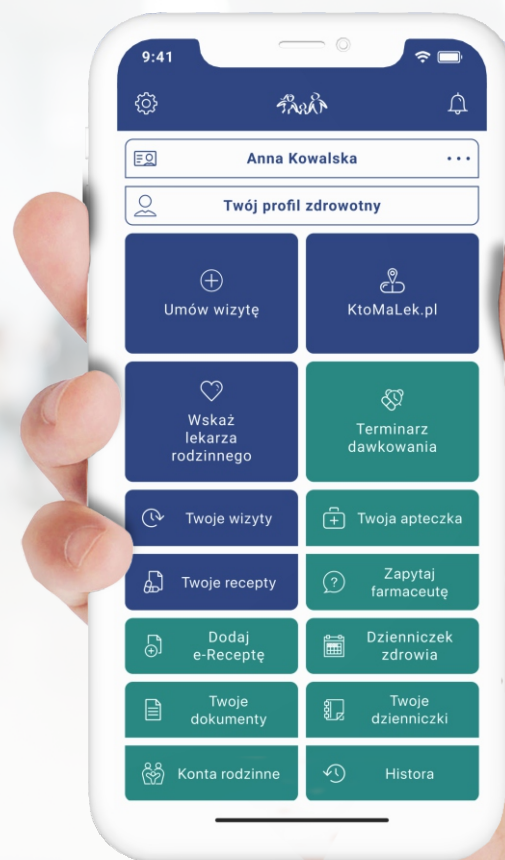 9:41
Anna Kowalska
Twój profil zdrowotny
Umów wizytę
KtoMaLek.pl
Wskaż
lekarza
rodzinnego
Terminarz
dawkowania
Twoje wizyty
Twoja apteczka
Twoje recepty
Zapytaj
farmaceutę
Dodaj
e-Receptę
Dzienniczek
zdrowia
Twoje
dokumenty
Twoje
dzienniczki
Konta rodzinne
Histora